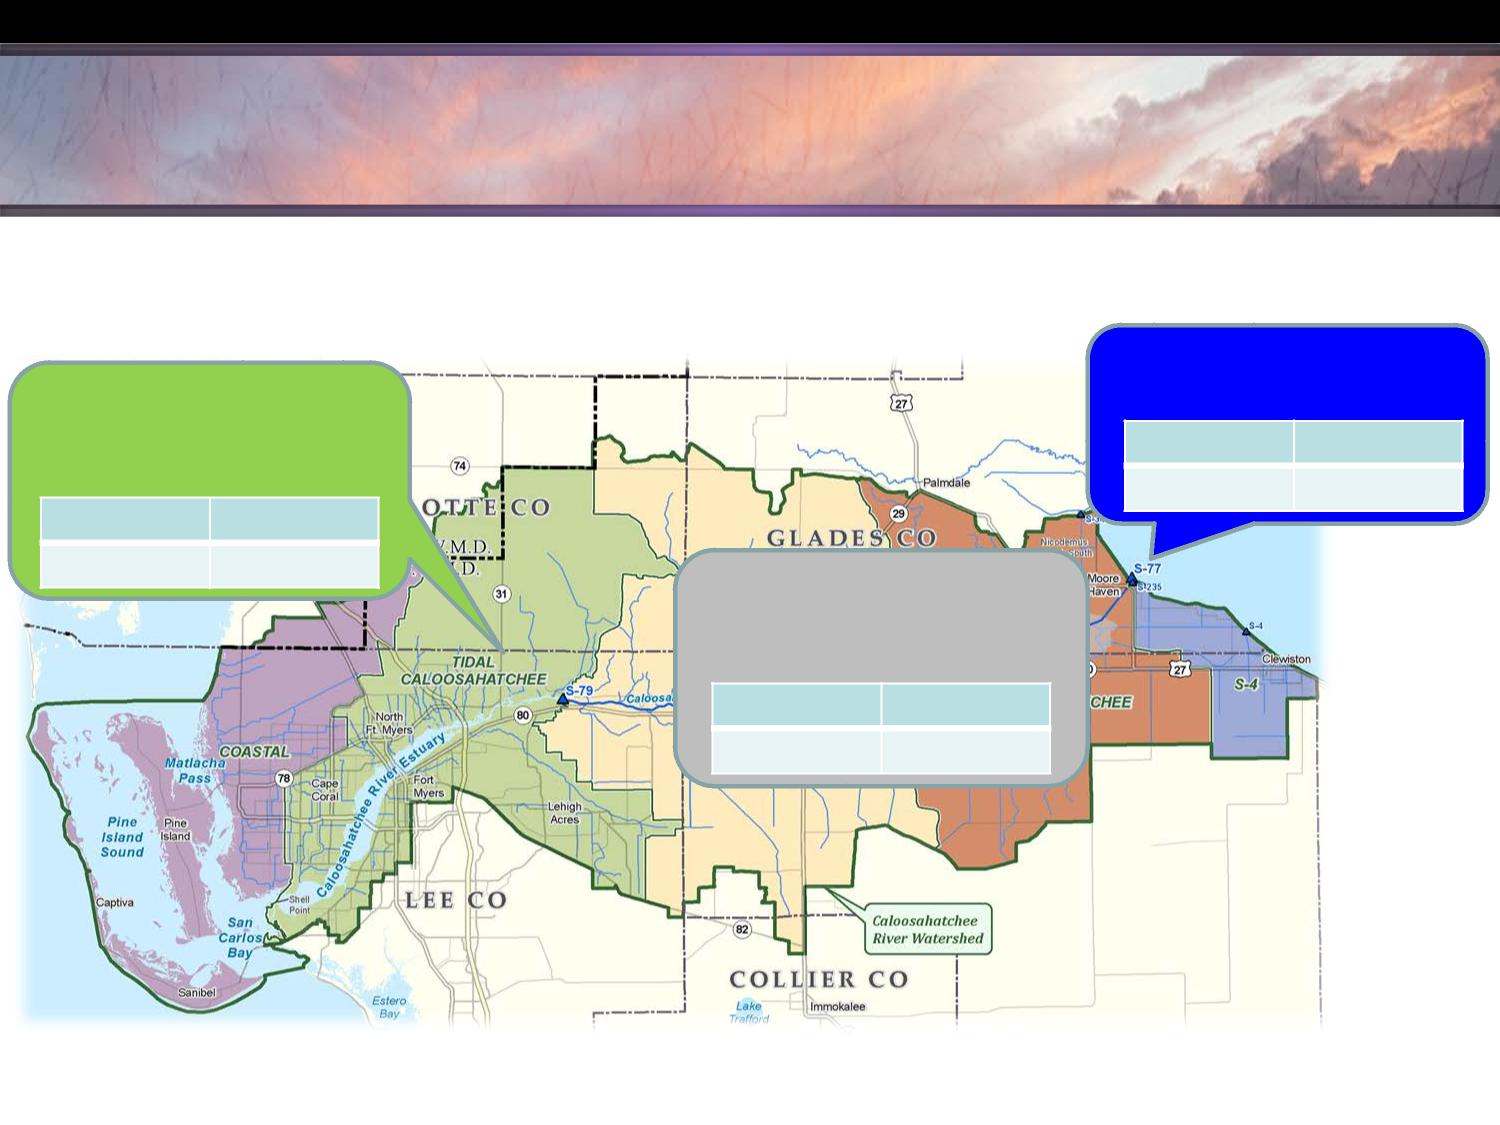 27
74
Palmdale
OTTE CO
29
GLADES CO
.M.D.
.D.
Nicodemus
S-77
Moore
Haven
S-235
31
S-4
Clewiston
TIDAL
CALOOSAHATCHEE
27
S-4
S-79
Caloosa
CHEE
80
North
Ft. Myers
COASTAL
Matlacha
Pass
78
Cape
Coral
Fort
Myers
Caloosahatchee River Estuary
Lehigh
Acres
Pine
Island
Sound
Pine
Island
Captiva
Shell
Point
LEE CO
San
Carlos
Bay
82
Caloosahatchee
River Watershed
COLLIER CO
Sanibel
Estero
Bay
Lake
Trafford
Immokalee